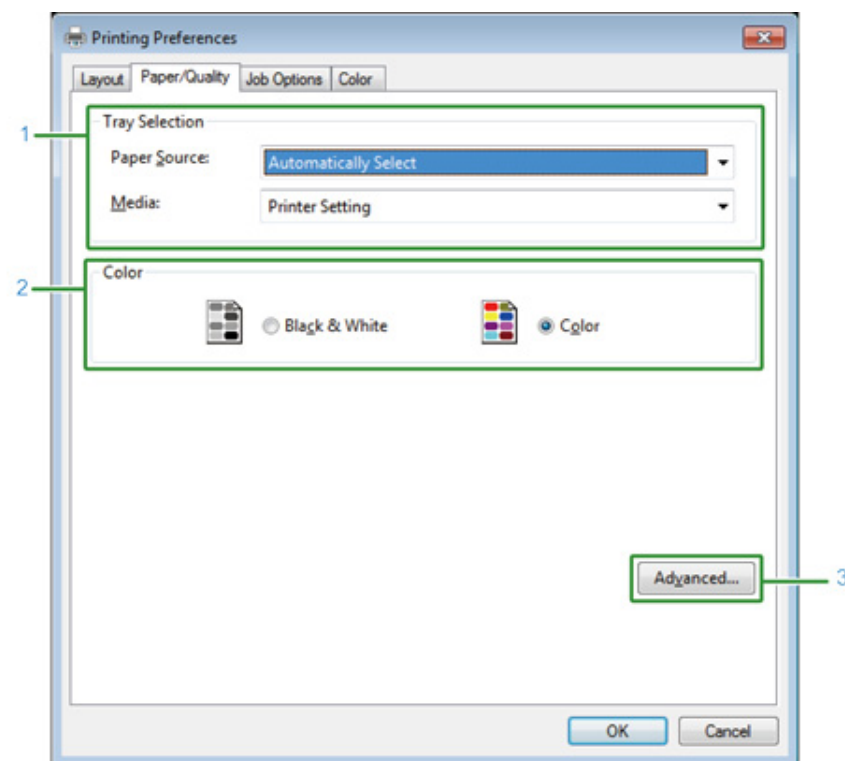 Printing Preferences
Layout Paper/Quality Job Options Color
1
Tray Selection
Paper Source: Automatically Select
Media: Printer Setting
2
Color
Black & White Color
Advanced... 3
OK Cancel